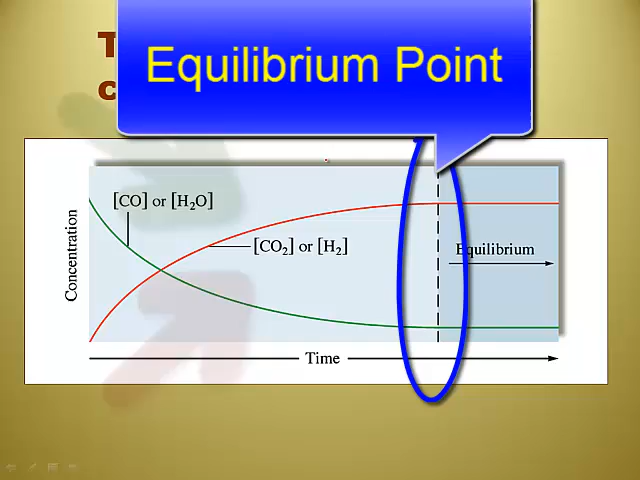 T
c
Equilibrium Point
[CO] or [H₂O]
[CO₂] or [H₂]
Equilibrium
Concentration
Time